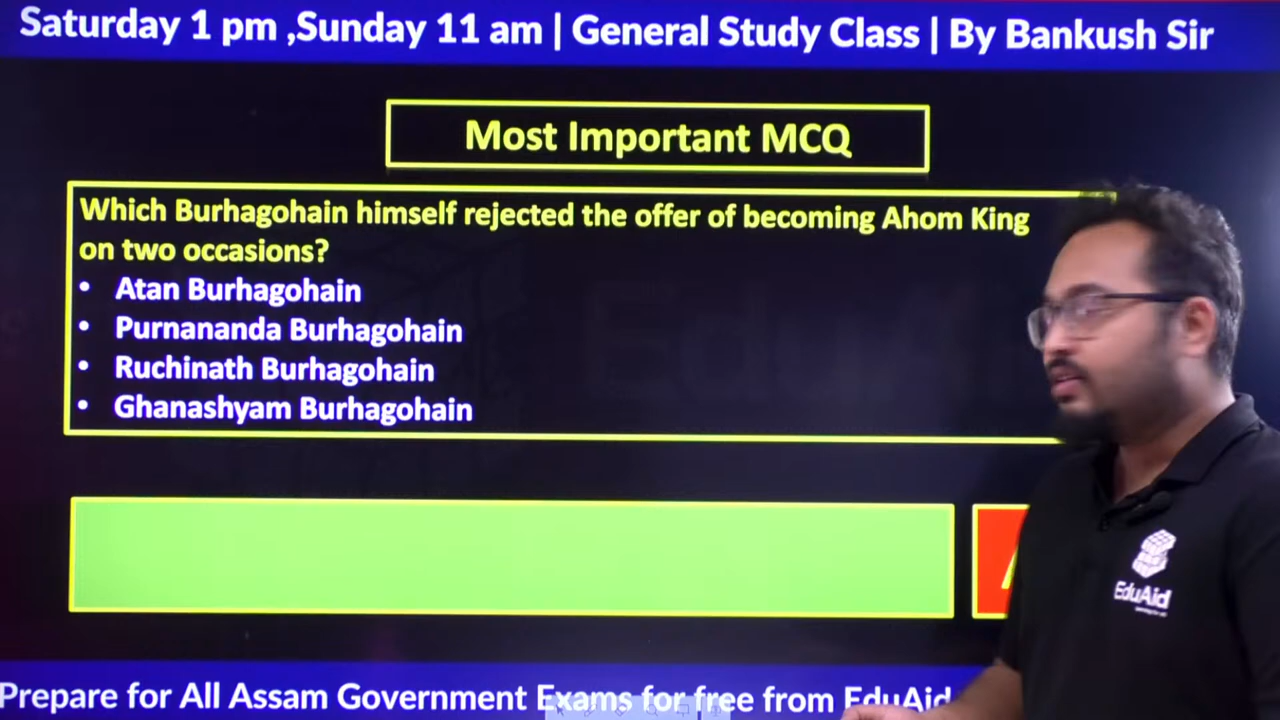 Saturday 1 pm ,Sunday 11 am | General Study Class | By Bankush Sir
Most Important MCQ
Which Burhagohain himself rejected the offer of becoming Ahom King
on two occasions?
• Atan Burhagohain
• Purnananda Burhagohain
• Ruchinath Burhagohain
• Ghanashyam Burhagohain
EduAid
Prepare for All Assam Government Exams for free from EduAid